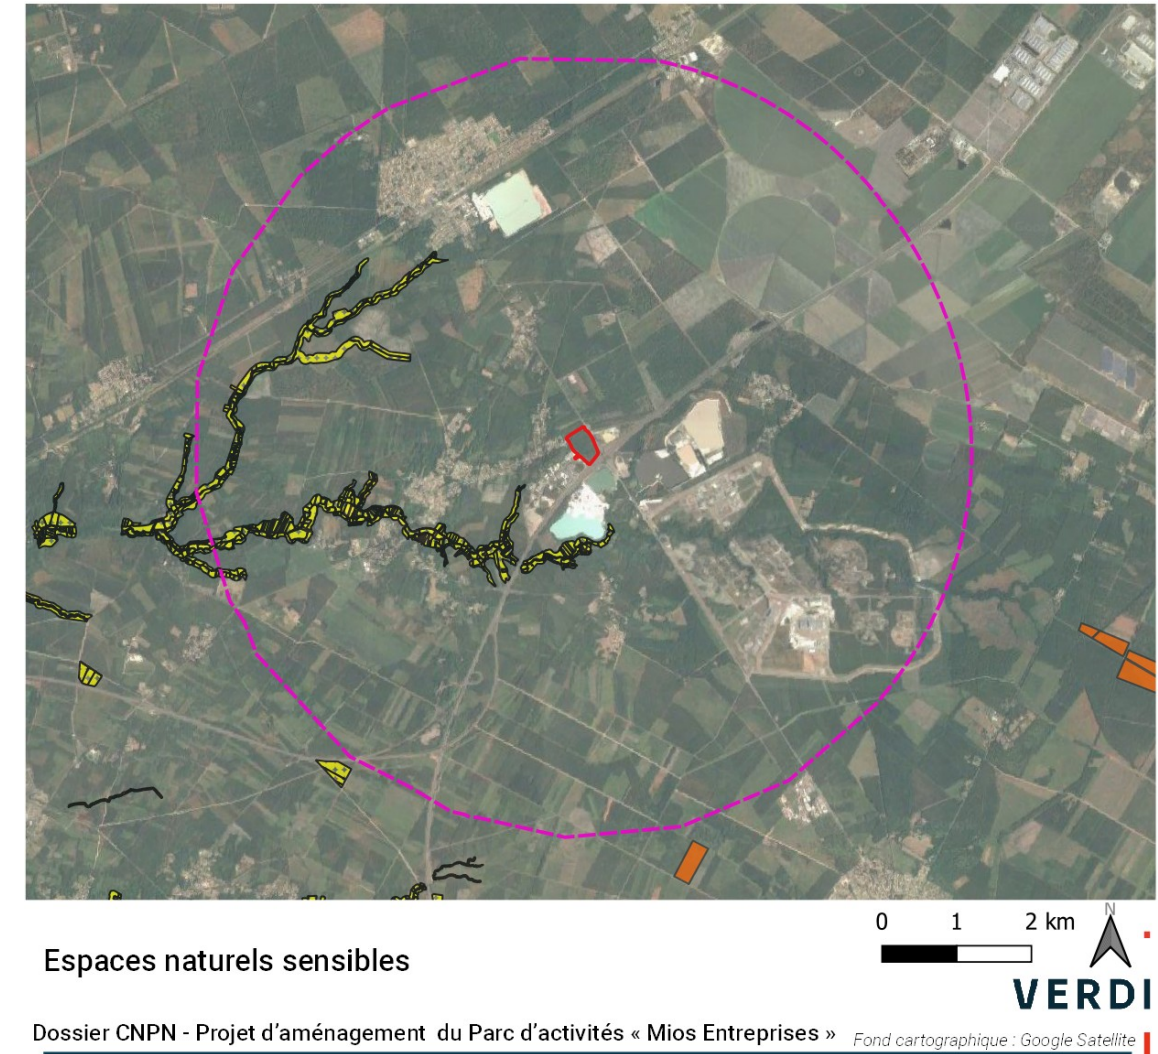 0 1 2 km
N
Espaces naturels sensibles
VERDI
Dossier CNPN - Projet d’aménagement du Parc d’activités « Mios Entreprises » Fond cartographique : Google Satellite